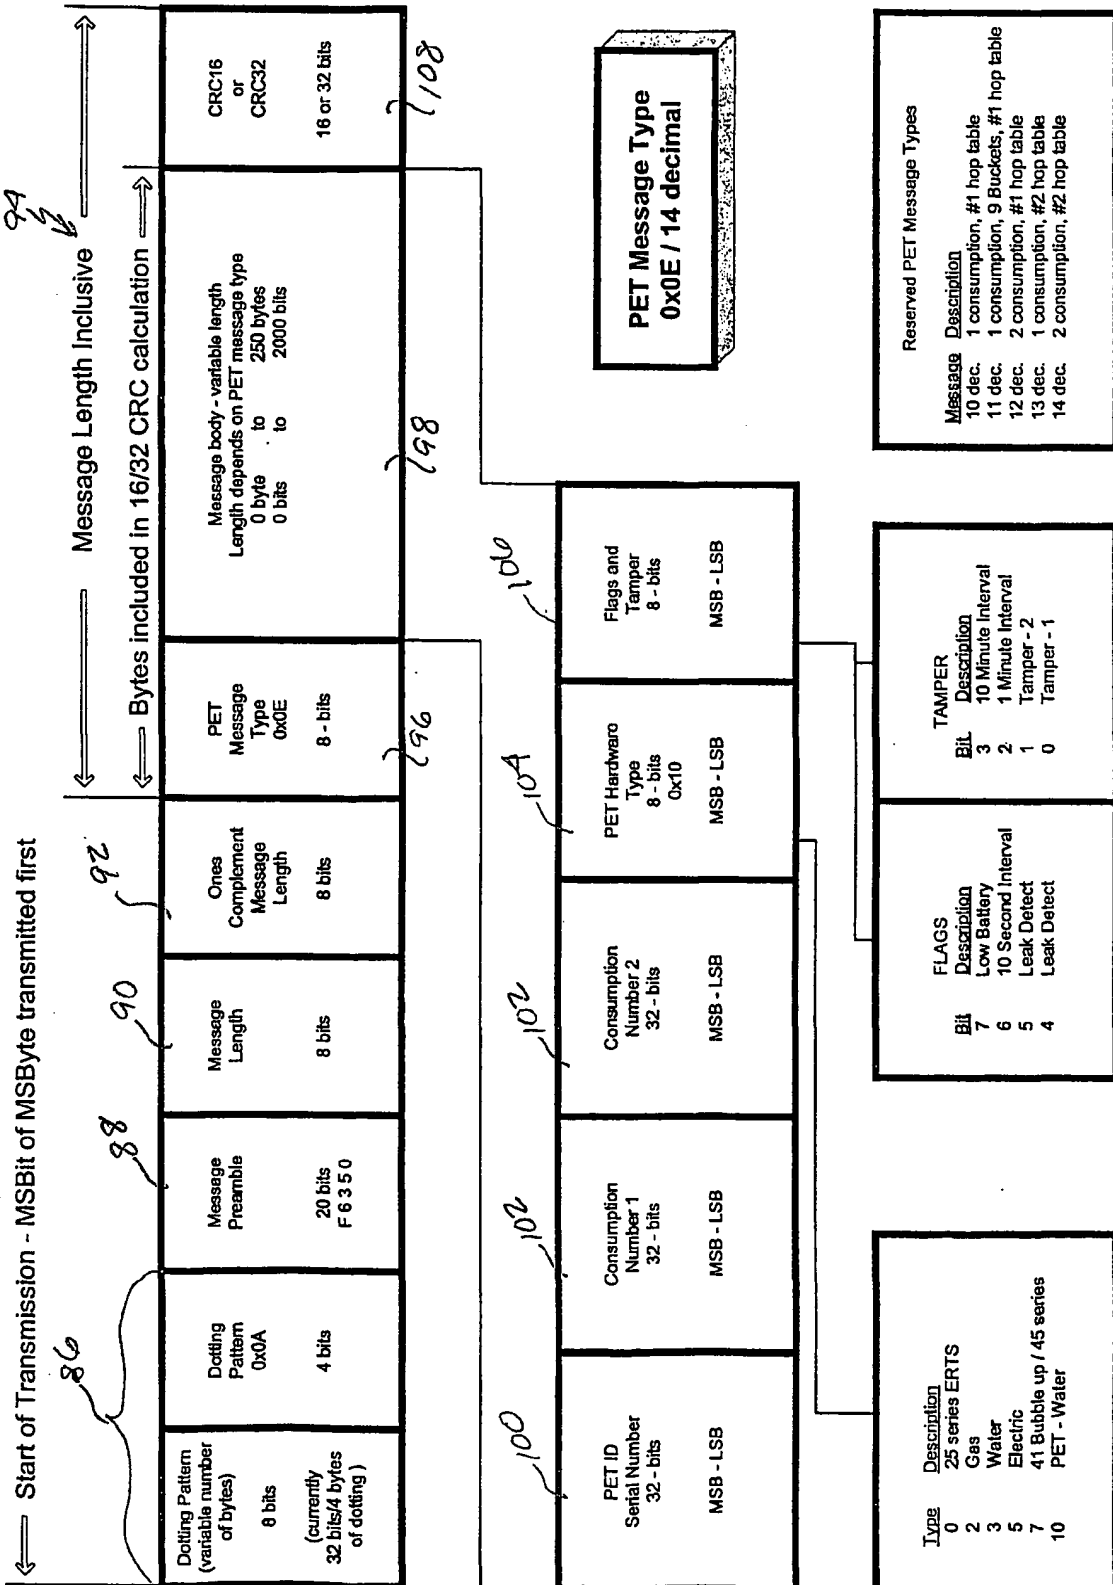 Start of Transmission - MSBit of MSByte transmitted first
94
Message Length Inclusive
Bytes included in 16/32 CRC calculation
86
88
90
92
Dotting Pattern
(variable number
of bytes)
8 bits
(currently
32 bits/4 bytes
of dotting )
Dotting
Pattern
0x0A
4 bits
Message
Preamble
20 bits
F 6 3 5 0
Message
Length
8 bits
Ones
Complement
Message
Length
8 bits
PET
Message
Type
0x0E
8 - bits
Message body - variable length
Length depends on PET message type
0 byte to 250 bytes
0 bits to 2000 bits
CRC16
or
CRC32
16 or 32 bits
96
98
108
100
102
102
104
106
PET ID
Serial Number
32 - bits
MSB - LSB
Consumption
Number 1
32 - bits
MSB - LSB
Consumption
Number 2
32 - bits
MSB - LSB
PET Hardware
Type
8 - bits
0x10
MSB - LSB
Flags and
Tamper
8 - bits
MSB - LSB
PET Message Type
0x0E / 14 decimal
Type Description
0 25 series ERTS
2 Gas
3 Water
5 Electric
7 41 Bubble up / 45 series
10 PET - Water
FLAGS
Bit Description
7 Low Battery
6 10 Second Interval
5 Leak Detect
4 Leak Detect
TAMPER
Bit Description
3 10 Minute Interval
2 1 Minute Interval
1 Tamper - 2
0 Tamper - 1
Reserved PET Message Types
Message Description
10 dec. 1 consumption, #1 hop table
11 dec. 1 consumption, 9 Buckets, #1 hop table
12 dec. 2 consumption, #1 hop table
13 dec. 1 consumption, #2 hop table
14 dec. 2 consumption, #2 hop table